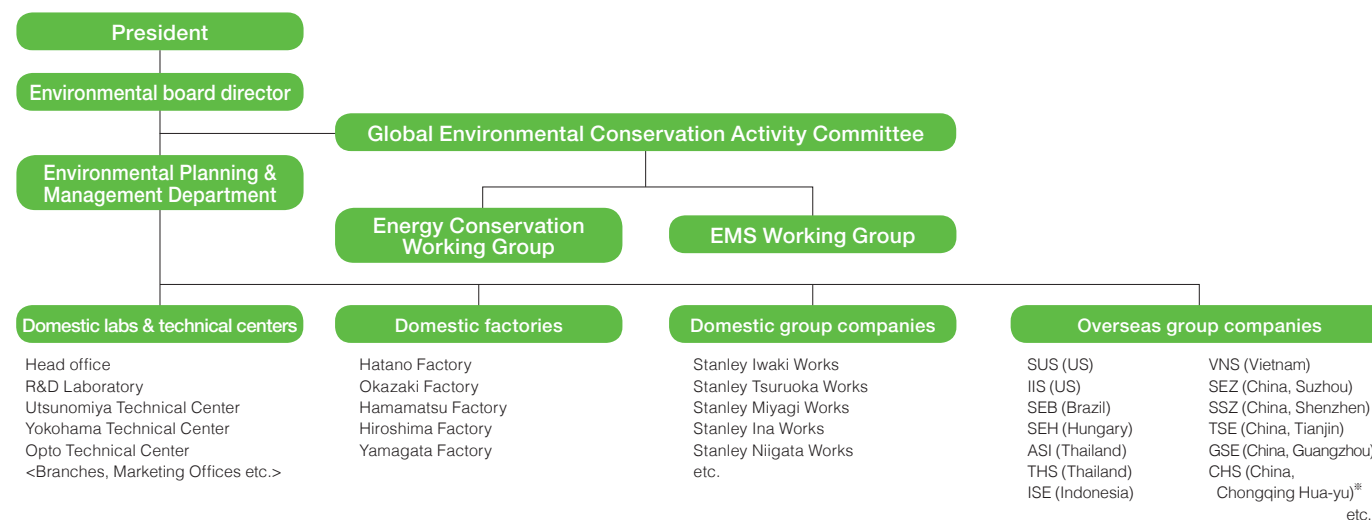 President
Environmental board director
Global Environmental Conservation Activity Committee
Environmental Planning &
Management Department
Energy Conservation
Working Group
EMS Working Group
Domestic labs & technical centers
Head office
R&D Laboratory
Utsunomiya Technical Center
Yokohama Technical Center
Opto Technical Center
<Branches, Marketing Offices etc.>
Domestic factories
Hatano Factory
Okazaki Factory
Hamamatsu Factory
Hiroshima Factory
Yamagata Factory
Domestic group companies
Stanley Iwaki Works
Stanley Tsuruoka Works
Stanley Miyagi Works
Stanley Ina Works
Stanley Niigata Works
etc.
Overseas group companies
SUS (US)
IIS (US)
SEB (Brazil)
SEH (Hungary)
ASI (Thailand)
THS (Thailand)
ISE (Indonesia)
VNS (Vietnam)
SEZ (China, Suzhou)
SSZ (China, Shenzhen)
TSE (China, Tianjin)
GSE (China, Guangzhou)
CHS (China,
Chongqing Hua-yu)※
etc.